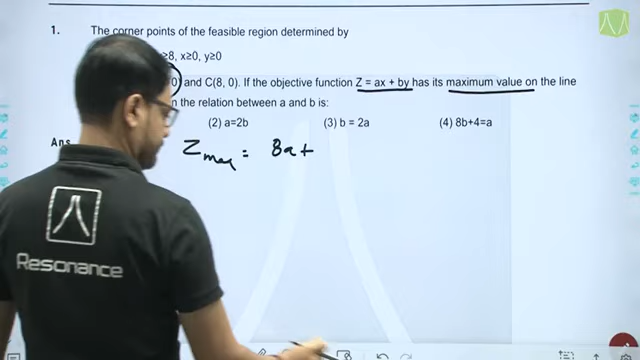 1. The corner points of the feasible region determined by
≥8, x≥0, y≥0
0) and C(8, 0). If the objective function Z = ax + by has its maximum value on the line
n the relation between a and b is:
(2) a=2b (3) b = 2a (4) 8b+4=a
Ans
Zmax = 8a+
Resonance